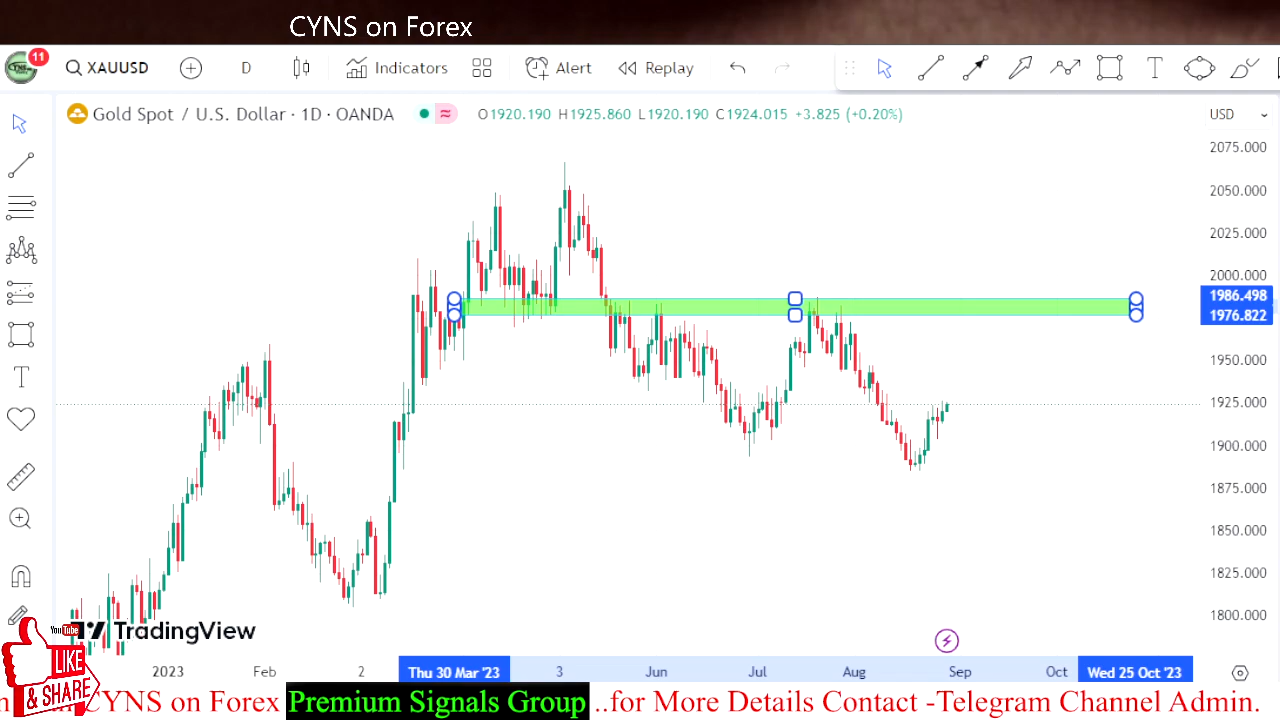 CYNS on Forex
11
XAUUSD
D
Indicators
Alert
Replay
T
Gold Spot / U.S. Dollar · 1D · OANDA
≈
O1920.190 H1925.860 L1920.190 C1924.015 +3.825 (+0.20%)
USD
2075.000
2050.000
2025.000
2000.000
1986.498
1976.822
1950.000
1925.000
1900.000
1875.000
1850.000
1825.000
1800.000
T
TradingView
2023
Feb
2
Thu 30 Mar '23
3
Jun
Jul
Aug
Sep
Oct
Wed 25 Oct '23
You Tube
LIKE
& SHARE
CYNS on Forex Premium Signals Group ..for More Details Contact -Telegram Channel Admin.